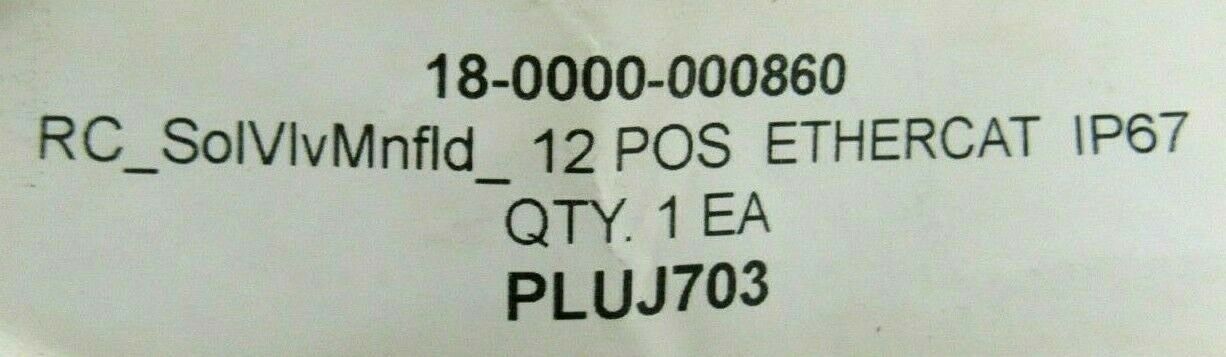 18-0000-000860
RC_SolVlvMnfld_ 12 POS ETHERCAT IP67
QTY. 1 EA
PLUJ703